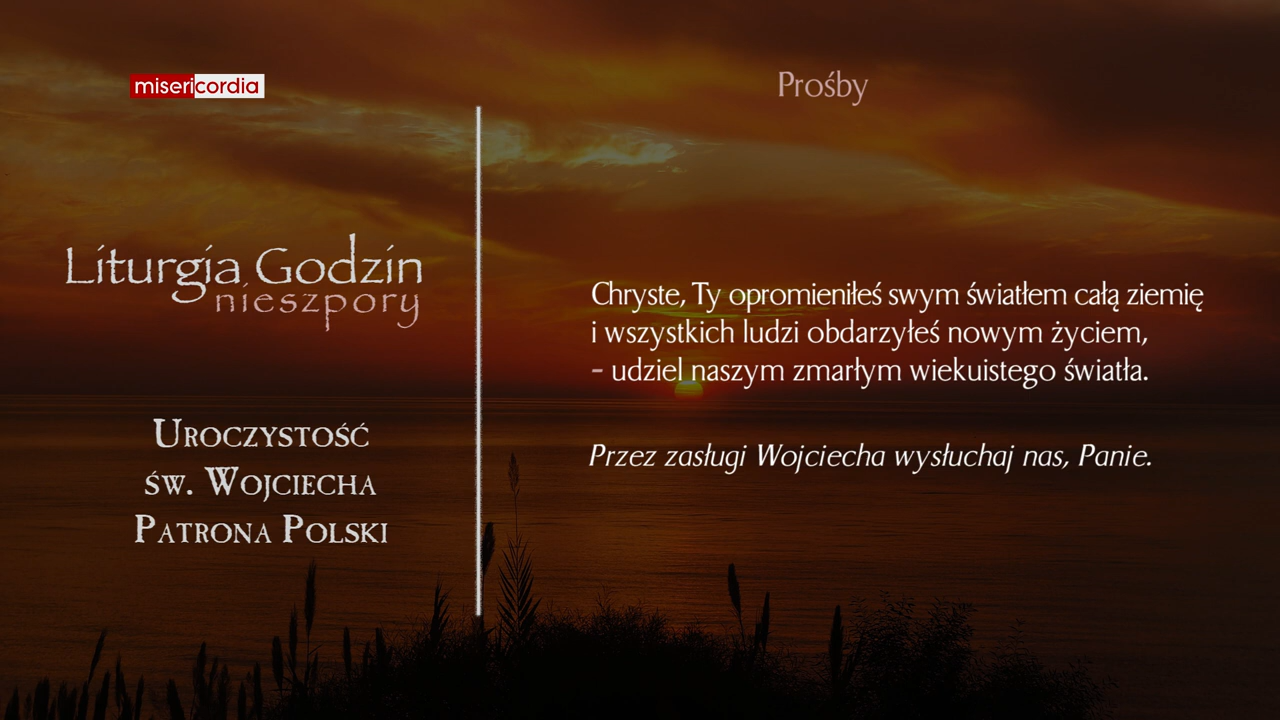 misericordia
Prośby
Liturgia Godzin
nieszpory
Uroczystość
św. Wojciecha
Patrona Polski
Chryste, Ty opromieniłeś swym światłem całą ziemię
i wszystkich ludzi obdarzyłeś nowym życiem,
- udziel naszym zmarłym wiekuistego światła.
Przez zasługi Wojciecha wysłuchaj nas, Panie.